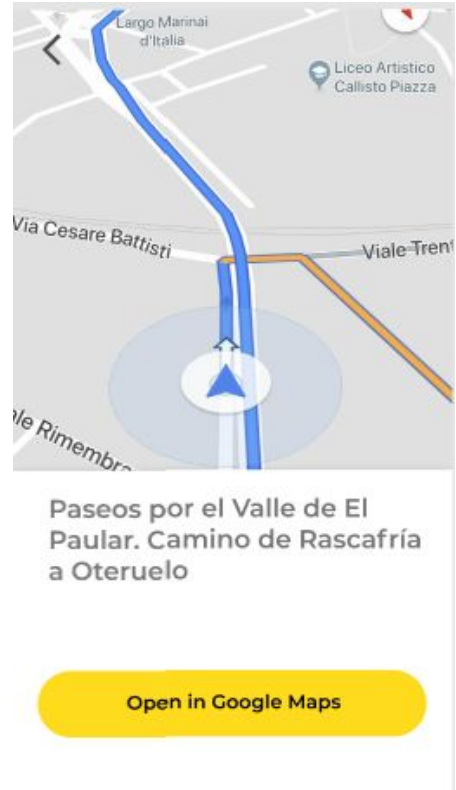 Largo Marinai
d'Italia
Liceo Artistico
Callisto Piazza
Via Cesare Battisti
Viale Trent
ale Rimembra
Paseos por el Valle de El
Paular. Camino de Rascafría
a Oteruelo
Open in Google Maps